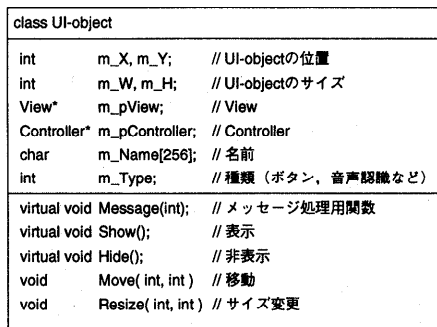 class UI-object
int m_X, m_Y; // UI-objectの位置
int m_W, m_H; // UI-objectのサイズ
View* m_pView; // View
Controller* m_pController; // Controller
char m_Name[256]; // 名前
int m_Type; // 種類（ボタン，音声認識など）
virtual void Message(int); // メッセージ処理用関数
virtual void Show(); // 表示
virtual void Hide(); // 非表示
void Move( int, int ) // 移動
void Resize( int, int ) // サイズ変更